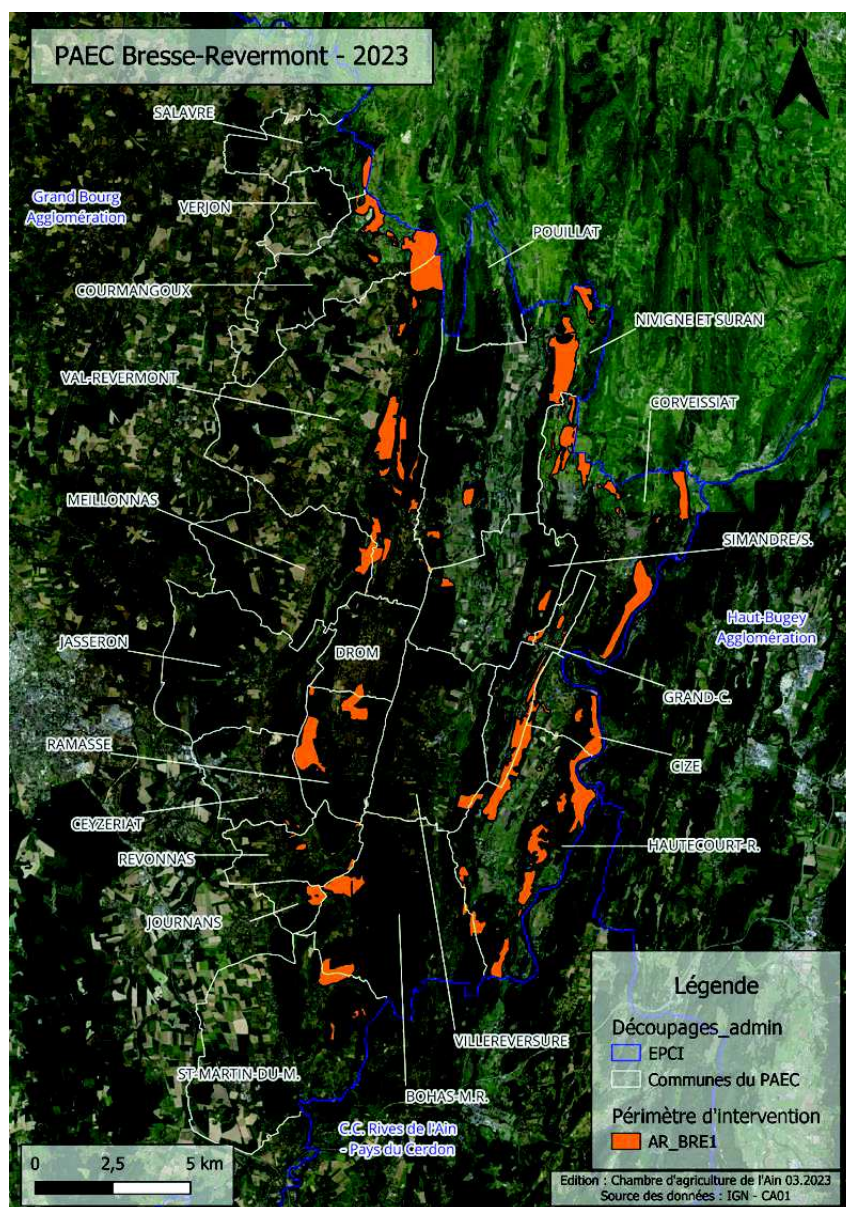 PAEC Bresse-Revermont - 2023
N
SALAVRE
Grand Bourg
Agglomération
VERJON
POUILLAT
COURMANGOUX
NIVIGNE ET SURAN
VAL-REVERMONT
CORVEISSIAT
MEILLONNAS
SIMANDRE/S.
JASSERON
DROM
Haut-Bugey
Agglomération
GRAND-C.
RAMASSE
CIZE
CEYZERIAT
HAUTECOURT-R.
REVONNAS
JOURNANS
VILLEREVERSURE
ST-MARTIN-DU-M.
BOHAS-M.R.
C.C. Rives de l'Ain
- Pays du Cerdon
Légende
Découpages_admin
EPCI
Communes du PAEC
Périmètre d'intervention
AR_BRE1
0 2,5 5 km
Edition : Chambre d'agriculture de l'Ain 03.2023
Source des données : IGN - CA01